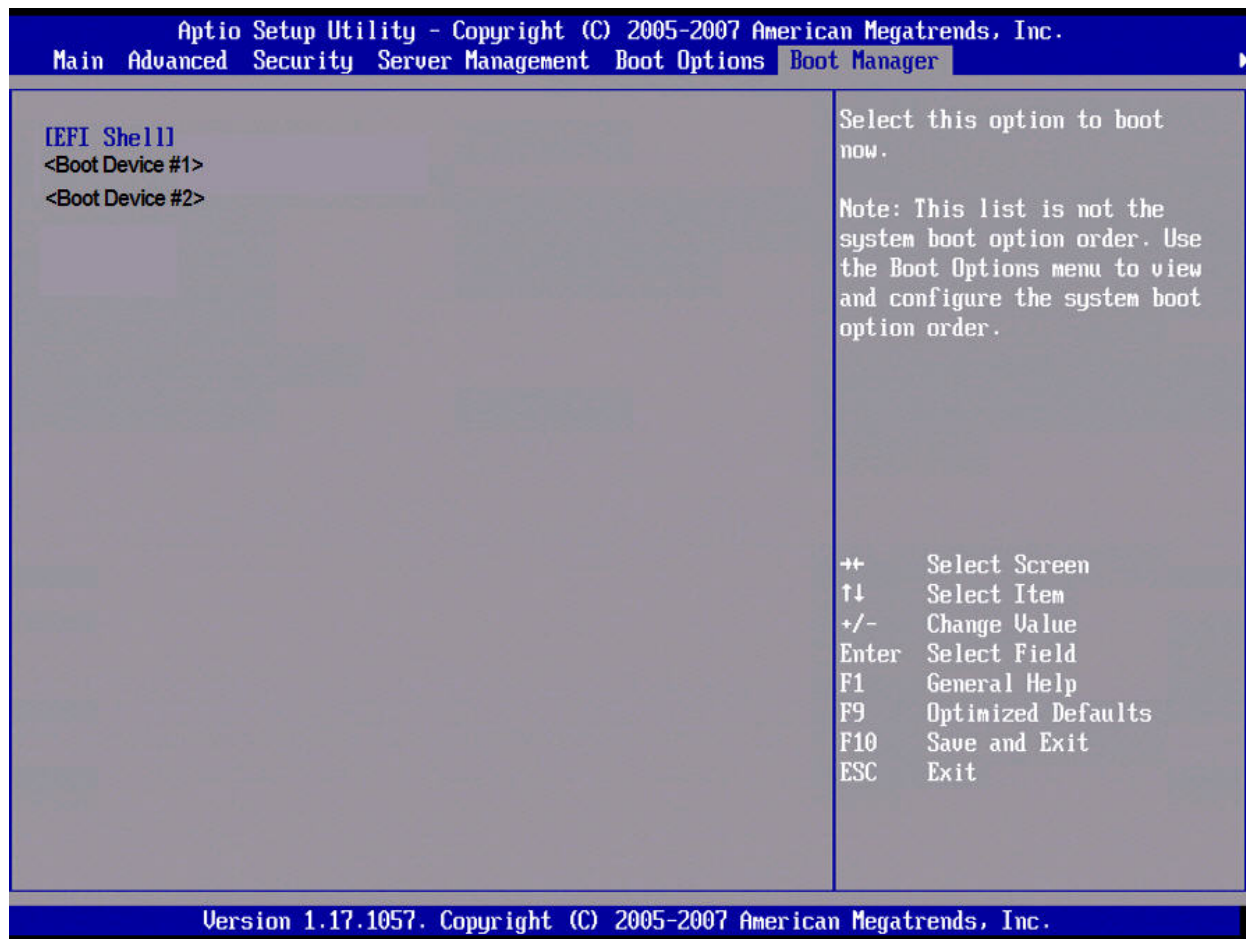 Aptio Setup Utility - Copyright (C) 2005-2007 American Megatrends, Inc.
Main Advanced Security Server Management Boot Options Boot Manager
[EFI Shell]
<Boot Device #1>
<Boot Device #2>
Select this option to boot
now.
Note: This list is not the
system boot option order. Use
the Boot Options menu to view
and configure the system boot
option order.
→← Select Screen
↑↓ Select Item
+/- Change Value
Enter Select Field
F1 General Help
F9 Optimized Defaults
F10 Save and Exit
ESC Exit
Version 1.17.1057. Copyright (C) 2005-2007 American Megatrends, Inc.